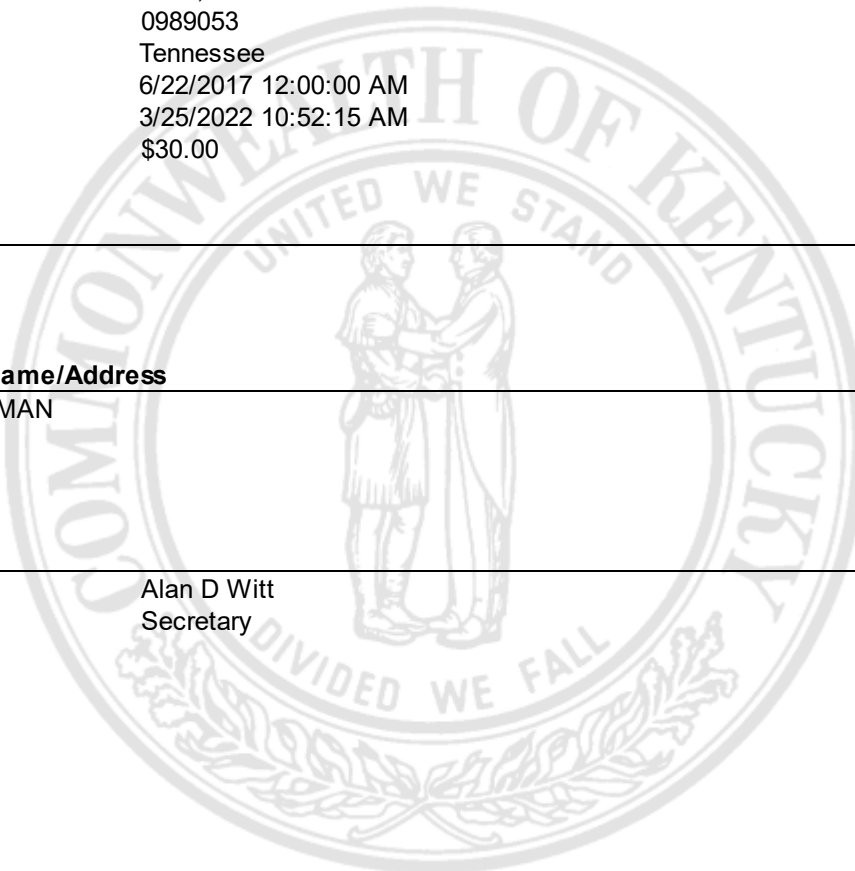 0989053
Tennessee
6/22/2017 12:00:00 AM
3/25/2022 10:52:15 AM
$30.00
ame/Address
MAN
Alan D Witt
Secretary
COMMONWEALTH OF KENTUCKY
UNITED WE STAND
DIVIDED WE FALL